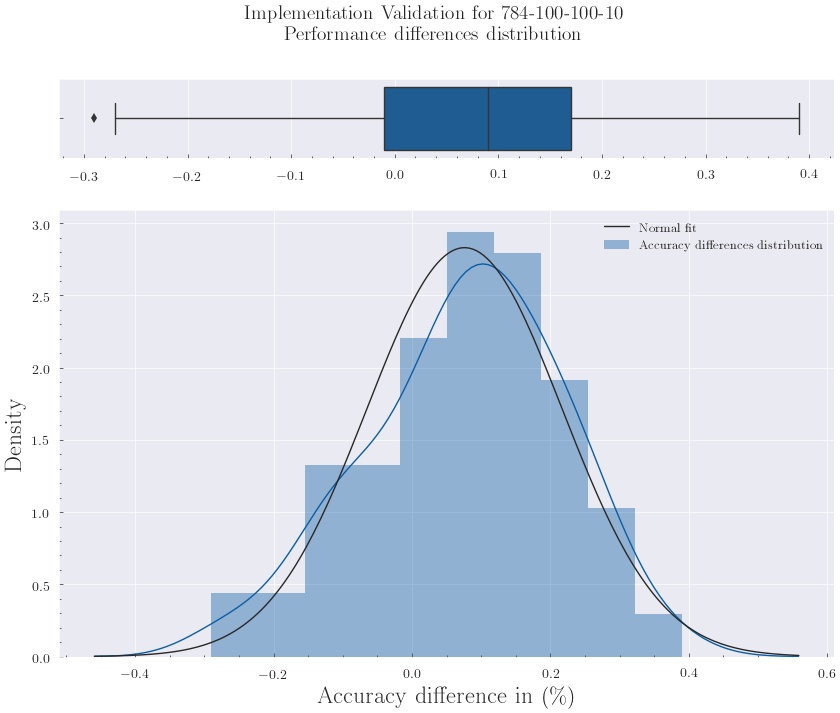 Implementation Validation for 784-100-100-10
Performance differences distribution
−0.3 −0.2 −0.1 0.0 0.1 0.2 0.3 0.4
Normal fit
Accuracy differences distribution
3.0
2.5
2.0
1.5
1.0
0.5
0.0
Density
−0.4 −0.2 0.0 0.2 0.4 0.6
Accuracy difference in (%)